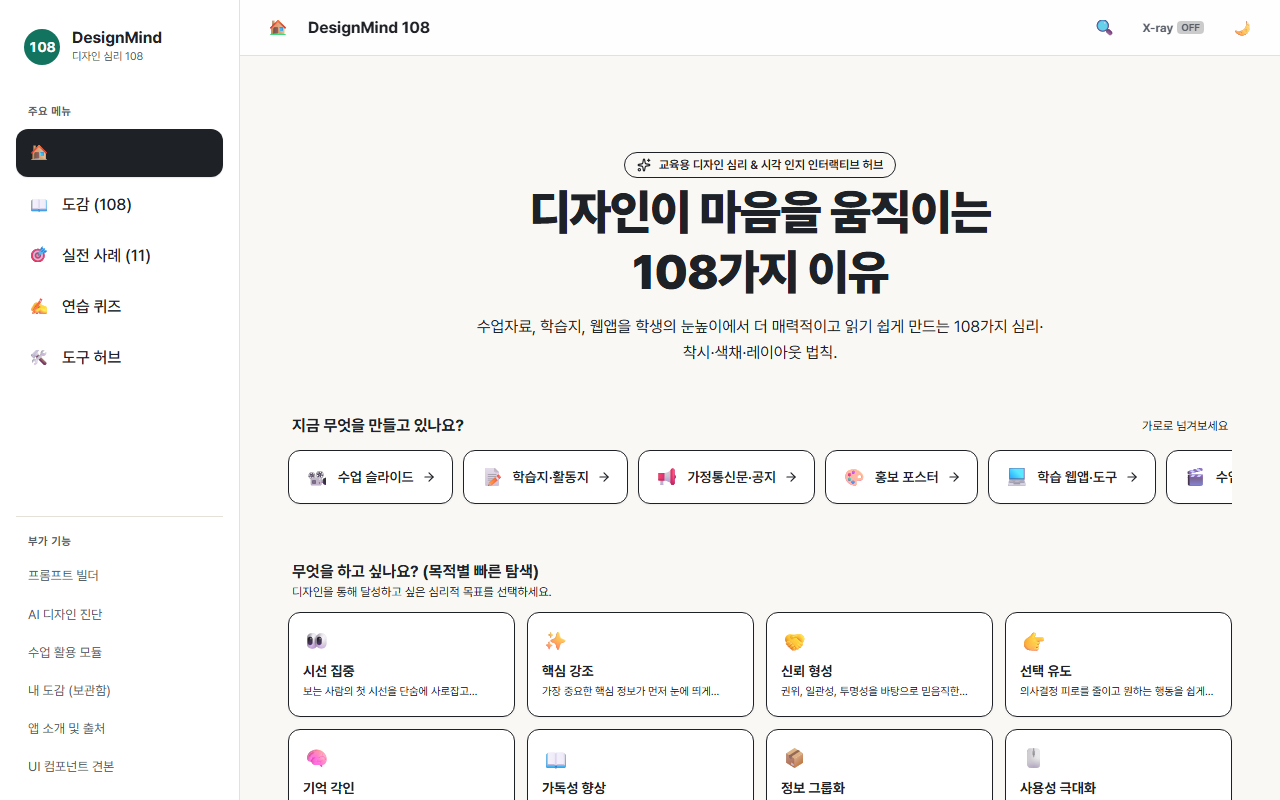 108
DesignMind
디자인 심리 108
주요 메뉴
도감 (108)
실전 사례 (11)
연습 퀴즈
도구 허브
부가 기능
프롬프트 빌더
AI 디자인 진단
수업 활용 모듈
내 도감 (보관함)
앱 소개 및 출처
UI 컴포넌트 견본
DesignMind 108
X-ray OFF
교육용 디자인 심리 & 시각 인지 인터랙티브 허브
디자인이 마음을 움직이는
108가지 이유
수업자료, 학습지, 웹앱을 학생의 눈높이에서 더 매력적이고 읽기 쉽게 만드는 108가지 심리·
착시·색채·레이아웃 법칙.
지금 무엇을 만들고 있나요?
가로로 넘겨보세요
수업 슬라이드 →
학습지·활동지 →
가정통신문·공지 →
홍보 포스터 →
학습 웹앱·도구 →
무엇을 하고 싶나요? (목적별 빠른 탐색)
디자인을 통해 달성하고 싶은 심리적 목표를 선택하세요.
시선 집중
보는 사람의 첫 시선을 단숨에 사로잡고...
핵심 강조
가장 중요한 핵심 정보가 먼저 눈에 띄게...
신뢰 형성
권위, 일관성, 투명성을 바탕으로 믿음직한...
선택 유도
의사결정 피로를 줄이고 원하는 행동을 쉽게...
기억 각인
가독성 향상
정보 그룹화
사용성 극대화